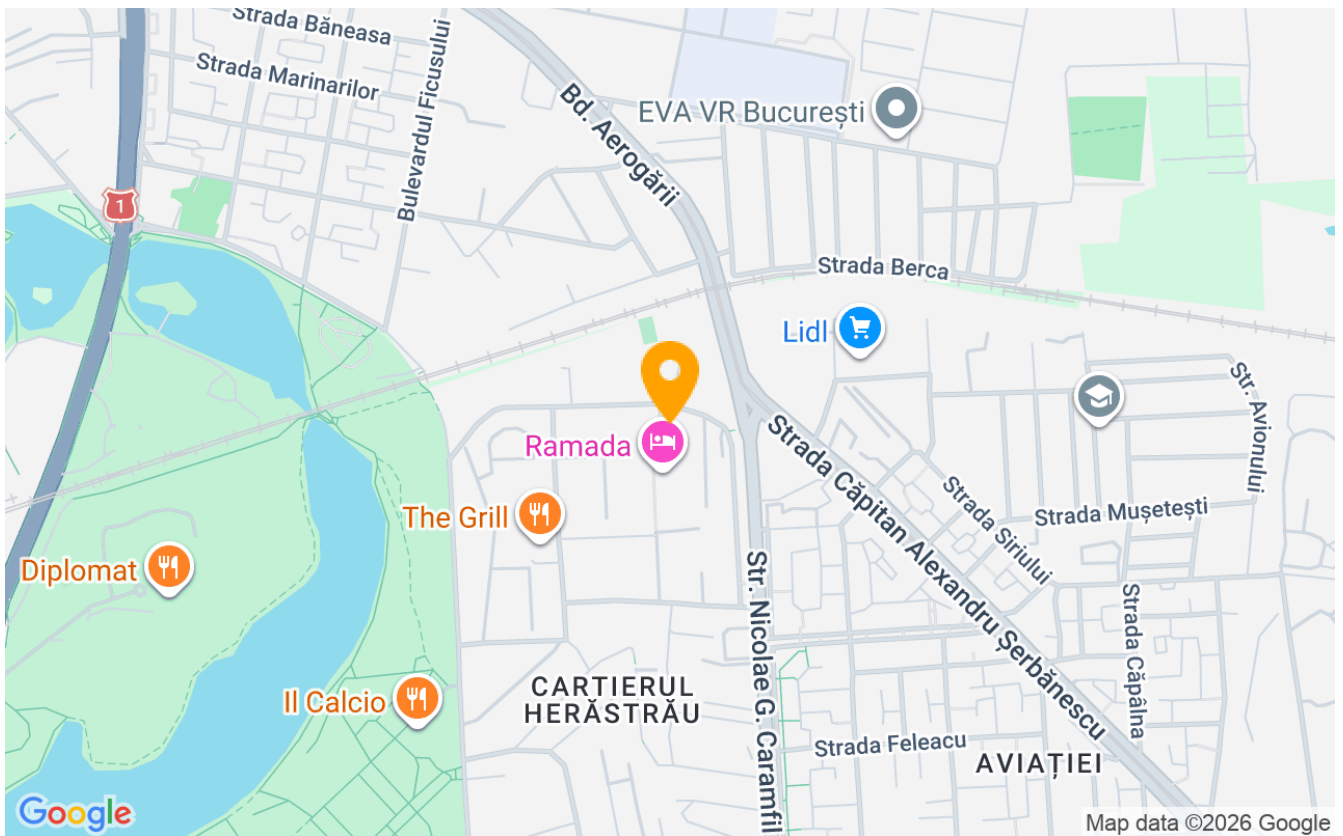 Strada Băneasa
Strada Marinarilor
Bulevardul Ficusului
Bd. Aerogării
EVA VR București
1
Strada Berca
Lidl
Str. Avionului
Ramada
Strada Căpitan Alexandru Șerbănescu
The Grill
Strada Siriului
Strada Mușetești
Diplomat
Str. Nicolae G. Caramfil
Strada Căpâlna
Il Calcio
CARTIERUL
HERĂSTRĂU
Strada Feleacu
AVIAȚIEI
Google
Map data ©2026 Google